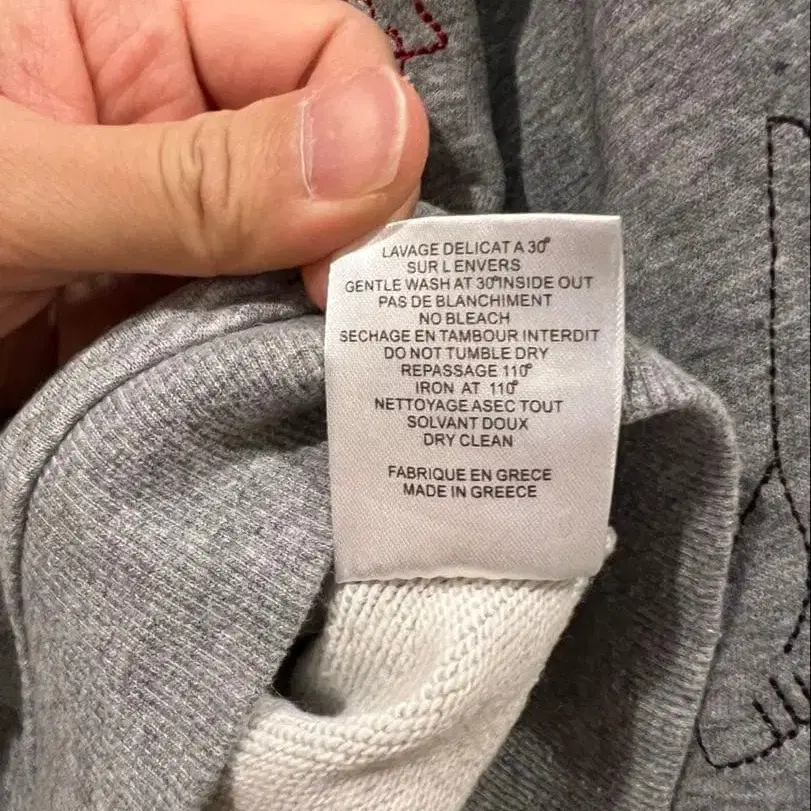 LAVAGE DELICAT A 30°
SUR L ENVERS
GENTLE WASH AT 30°INSIDE OUT
PAS DE BLANCHIMENT
NO BLEACH
SECHAGE EN TAMBOUR INTERDIT
DO NOT TUMBLE DRY
REPASSAGE 110°
IRON AT 110°
NETTOYAGE ASEC TOUT
SOLVANT DOUX
DRY CLEAN
FABRIQUE EN GRECE
MADE IN GREECE